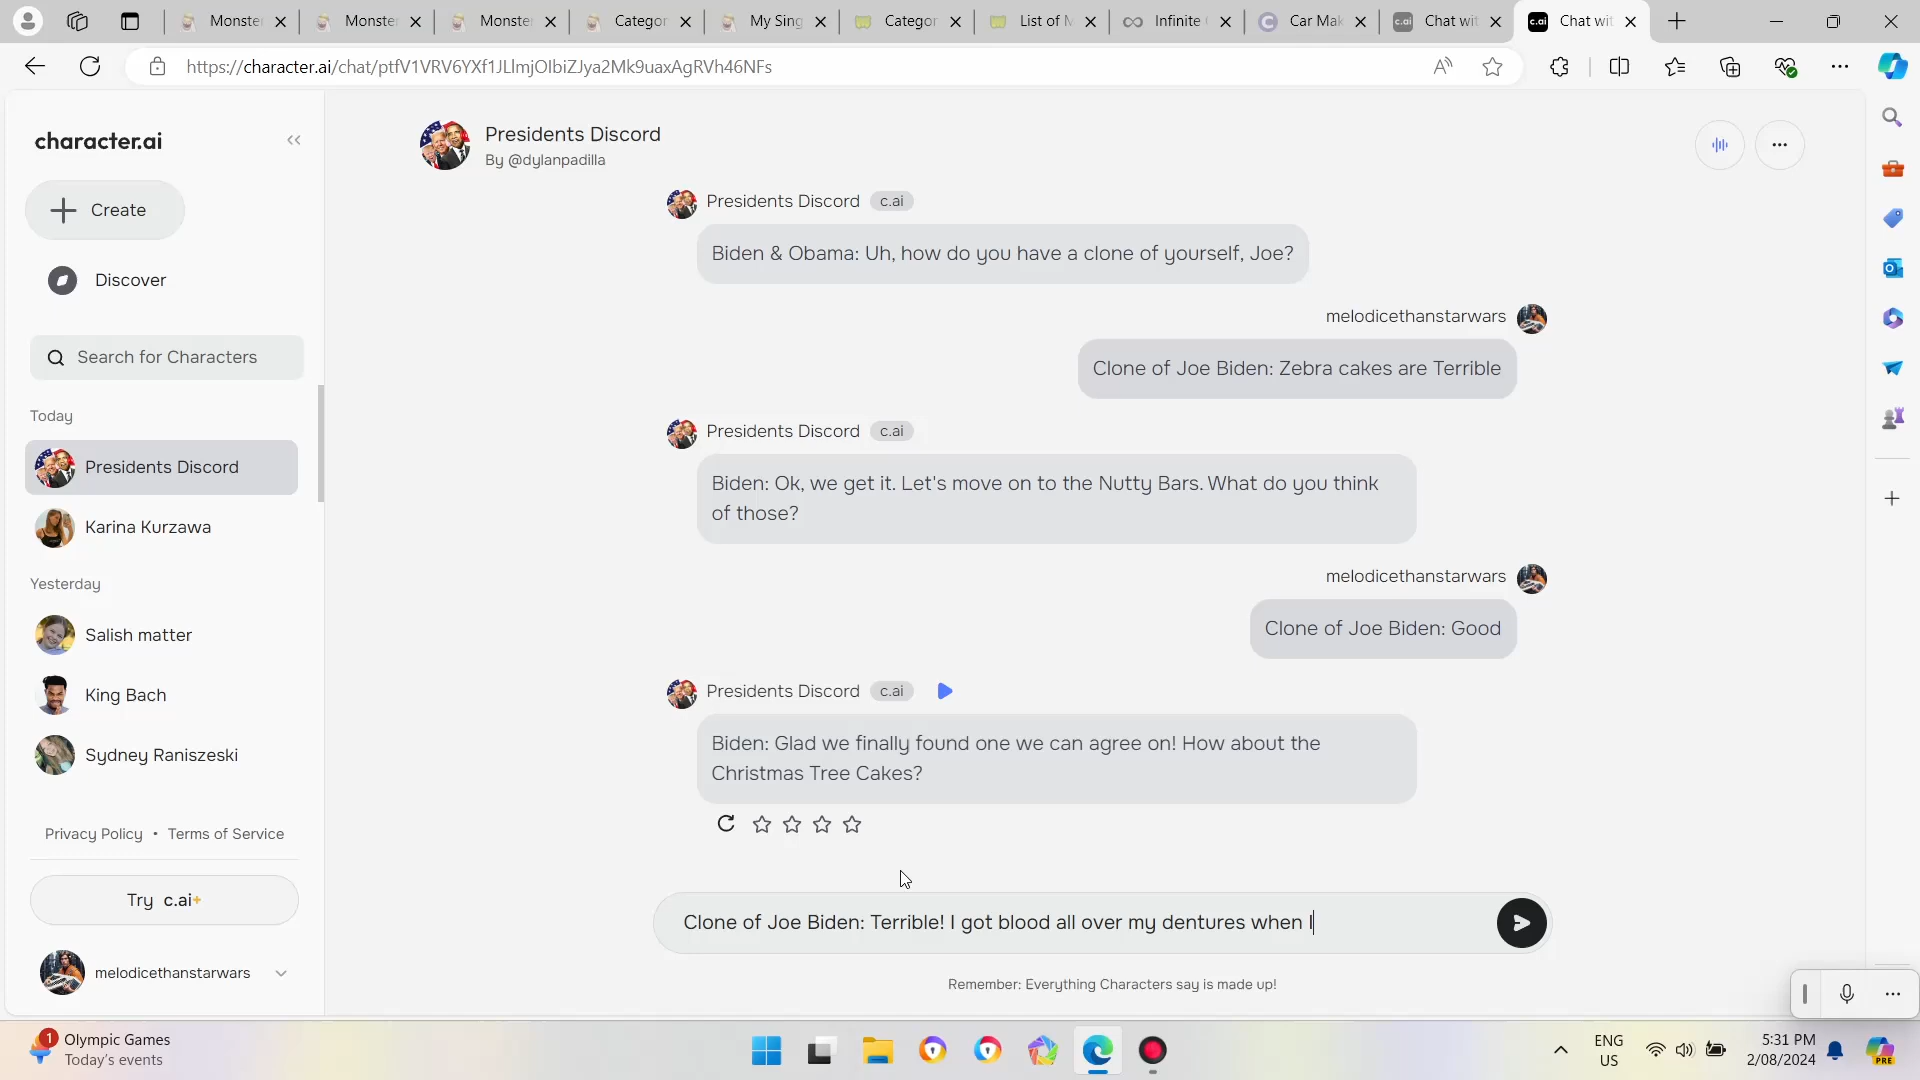 Monster
Monster
Monster
Categor
My Sing
Categor
List of M
Infinite
Car Mak
Chat wit
c.ai
Chat wit
https://character.ai/chat/ptfV1VRV6YXf1JLlmjOIbiZJya2Mk9uaxAgRVh46NFs
character.ai
Create
Discover
Search for Characters
Today
Presidents Discord
Karina Kurzawa
Yesterday
Salish matter
King Bach
Sydney Raniszeski
Privacy Policy • Terms of Service
Try c.ai+
melodicethanstarwars
Presidents Discord
By @dylanpadilla
Presidents Discord c.ai
Biden & Obama: Uh, how do you have a clone of yourself, Joe?
melodicethanstarwars
Clone of Joe Biden: Zebra cakes are Terrible
Presidents Discord c.ai
Biden: Ok, we get it. Let's move on to the Nutty Bars. What do you think
of those?
melodicethanstarwars
Clone of Joe Biden: Good
Presidents Discord c.ai
Biden: Glad we finally found one we can agree on! How about the
Christmas Tree Cakes?
Clone of Joe Biden: Terrible! I got blood all over my dentures when I
Remember: Everything Characters say is made up!
1
Olympic Games
Today's events
ENG
US
5:31 PM
2/08/2024
PRE